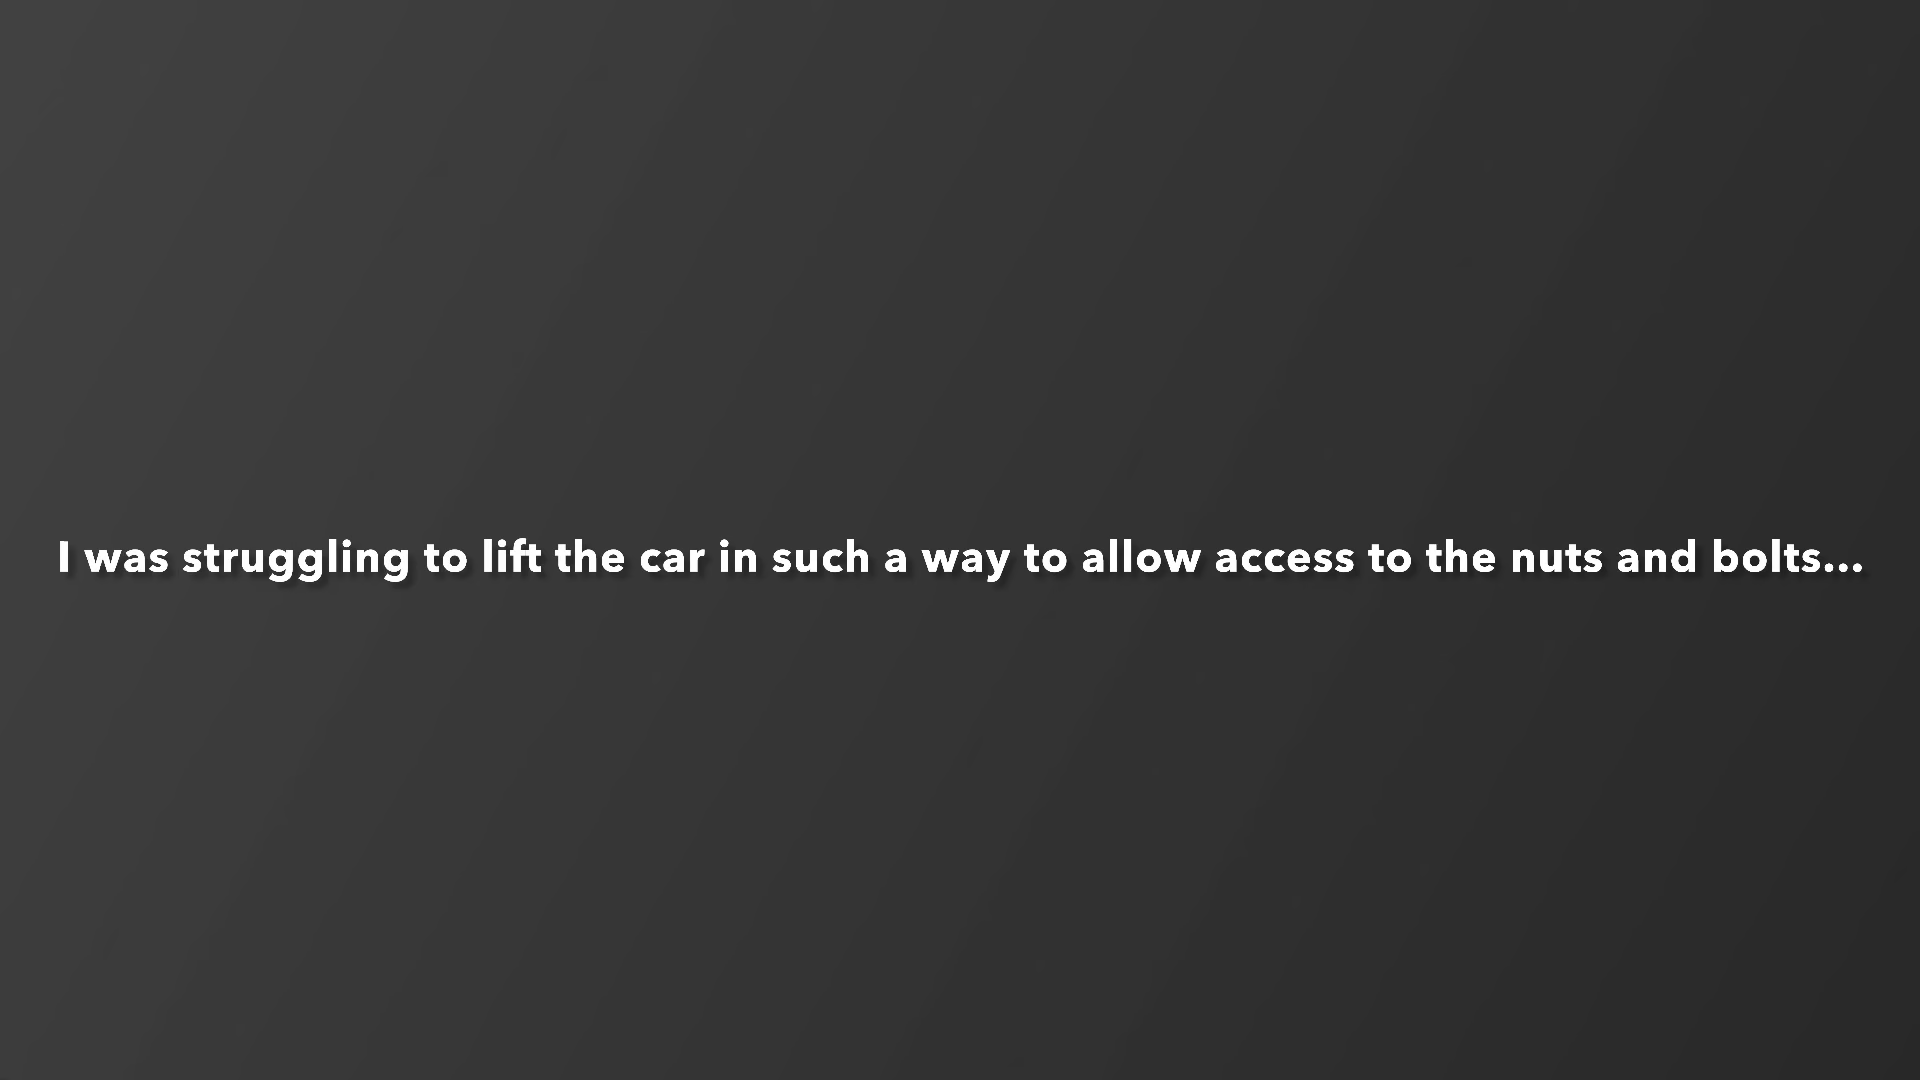 I was struggling to lift the car in such a way to allow access to the nuts and bolts...